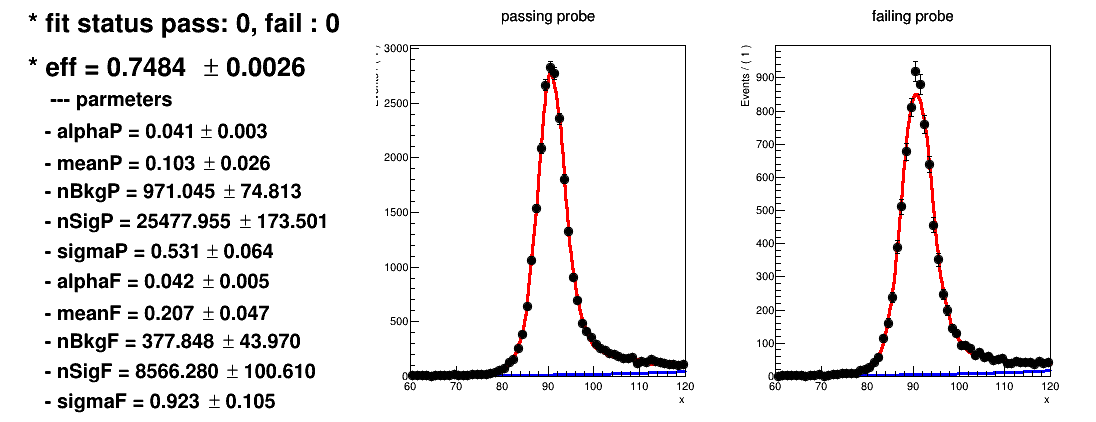 * fit status pass: 0, fail : 0
* eff = 0.7484 ± 0.0026
--- parmeters
- alphaP = 0.041 ± 0.003
- meanP = 0.103 ± 0.026
- nBkgP = 971.045 ± 74.813
- nSigP = 25477.955 ± 173.501
- sigmaP = 0.531 ± 0.064
- alphaF = 0.042 ± 0.005
- meanF = 0.207 ± 0.047
- nBkgF = 377.848 ± 43.970
- nSigF = 8566.280 ± 100.610
- sigmaF = 0.923 ± 0.105
passing probe
3000
2500
2000
1500
1000
500
0
60 70 80 90 100 110 120
x
failing probe
Events / ( 1 )
900
800
700
600
500
400
300
200
100
0
60 70 80 90 100 110 120
x